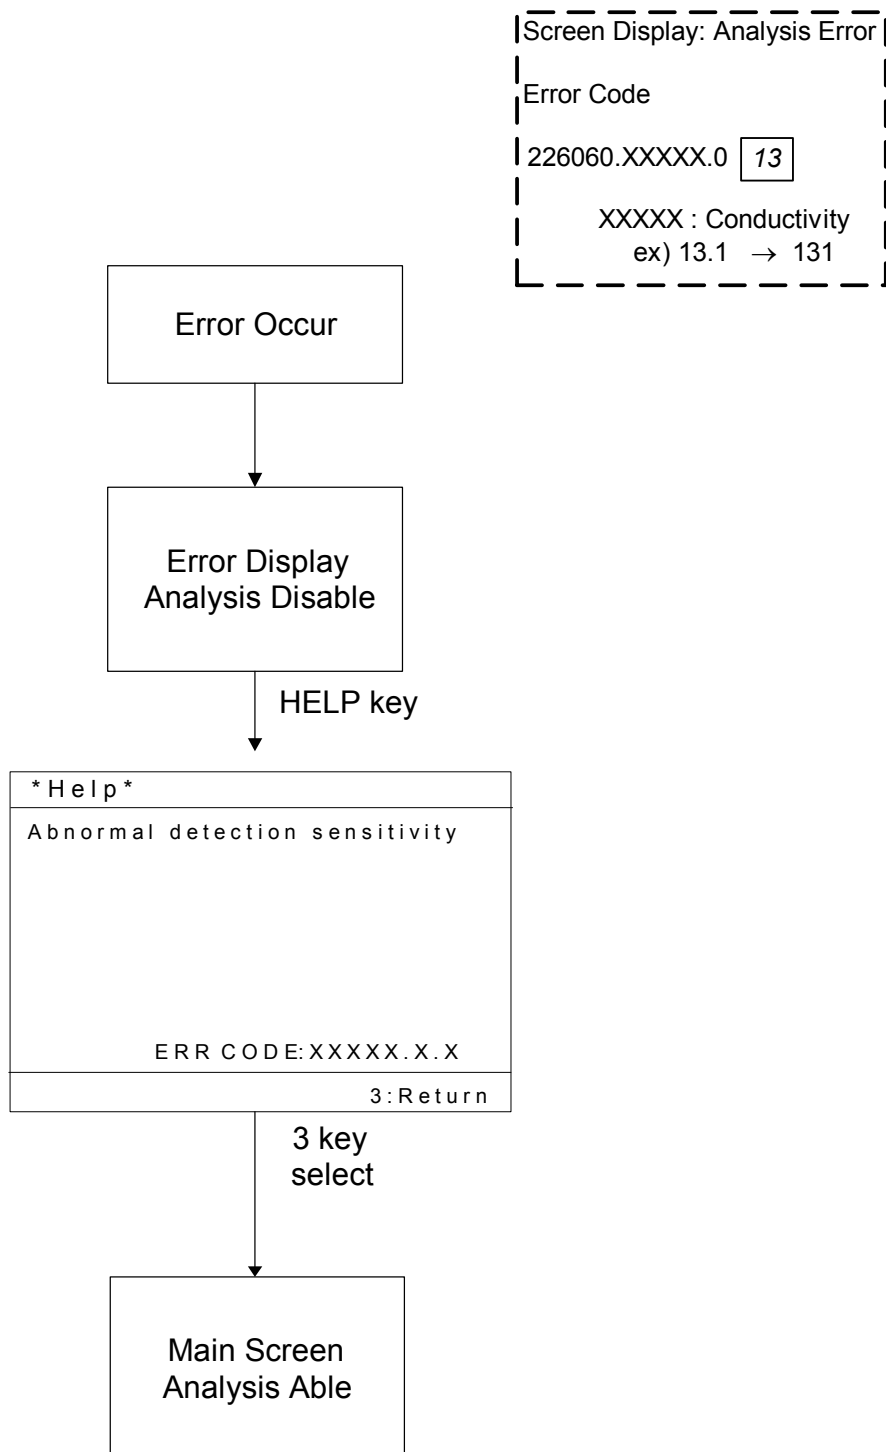 Screen Display: Analysis Error
Error Code
226060.XXXXX.0 13
XXXXX : Conductivity
ex) 13.1 → 131
Error Occur
Error Display
Analysis Disable
HELP key
*Help*
Abnormal detection sensitivity
ERR CODE:XXXXX.X.X
3:Return
3 key
select
Main Screen
Analysis Able